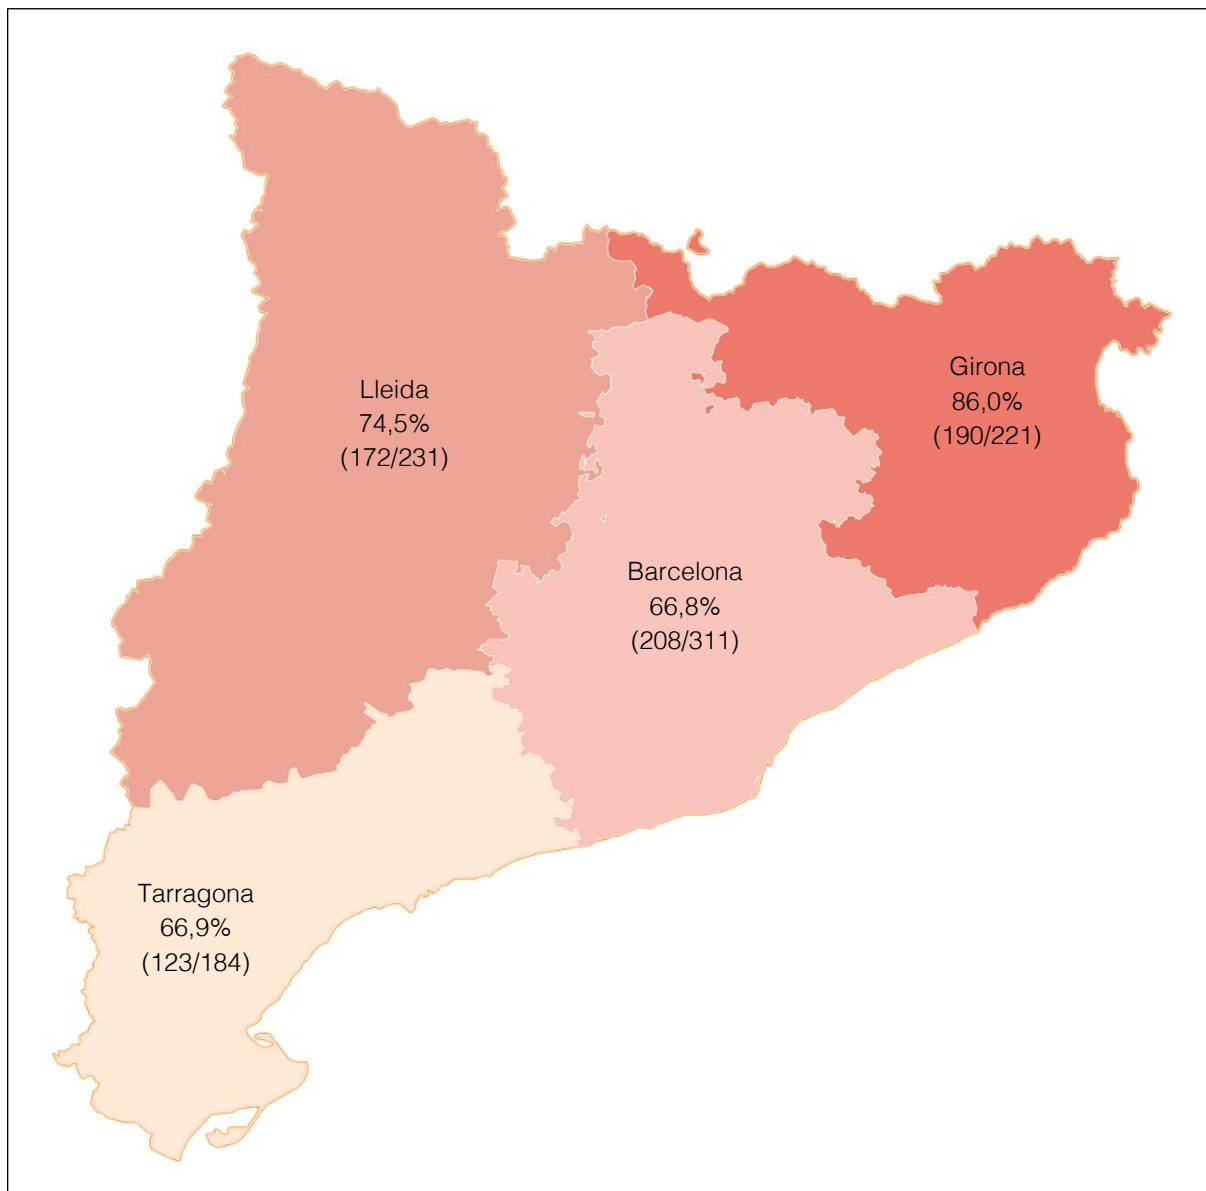 Girona
86,0%
(190/221)
Lleida
74,5%
(172/231)
Barcelona
66,8%
(208/311)
Tarragona
66,9%
(123/184)